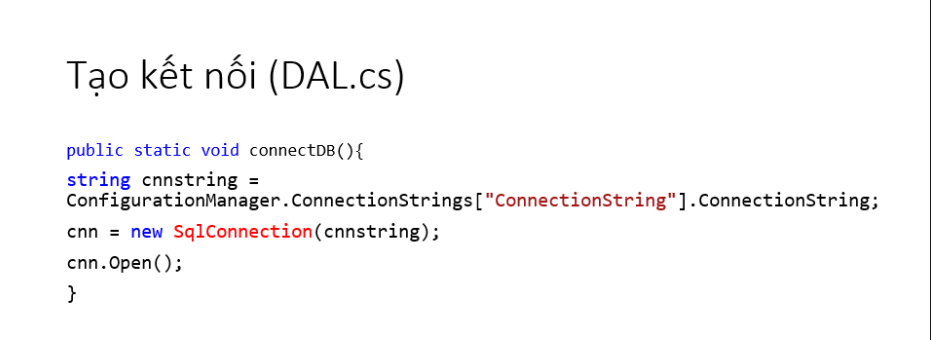 Tạo kết nối (DAL.cs)
public static void connectDB(){
string cnnstring =
ConfigurationManager.ConnectionStrings["ConnectionString"].ConnectionString;
cnn = new SqlConnection(cnnstring);
cnn.Open();
}